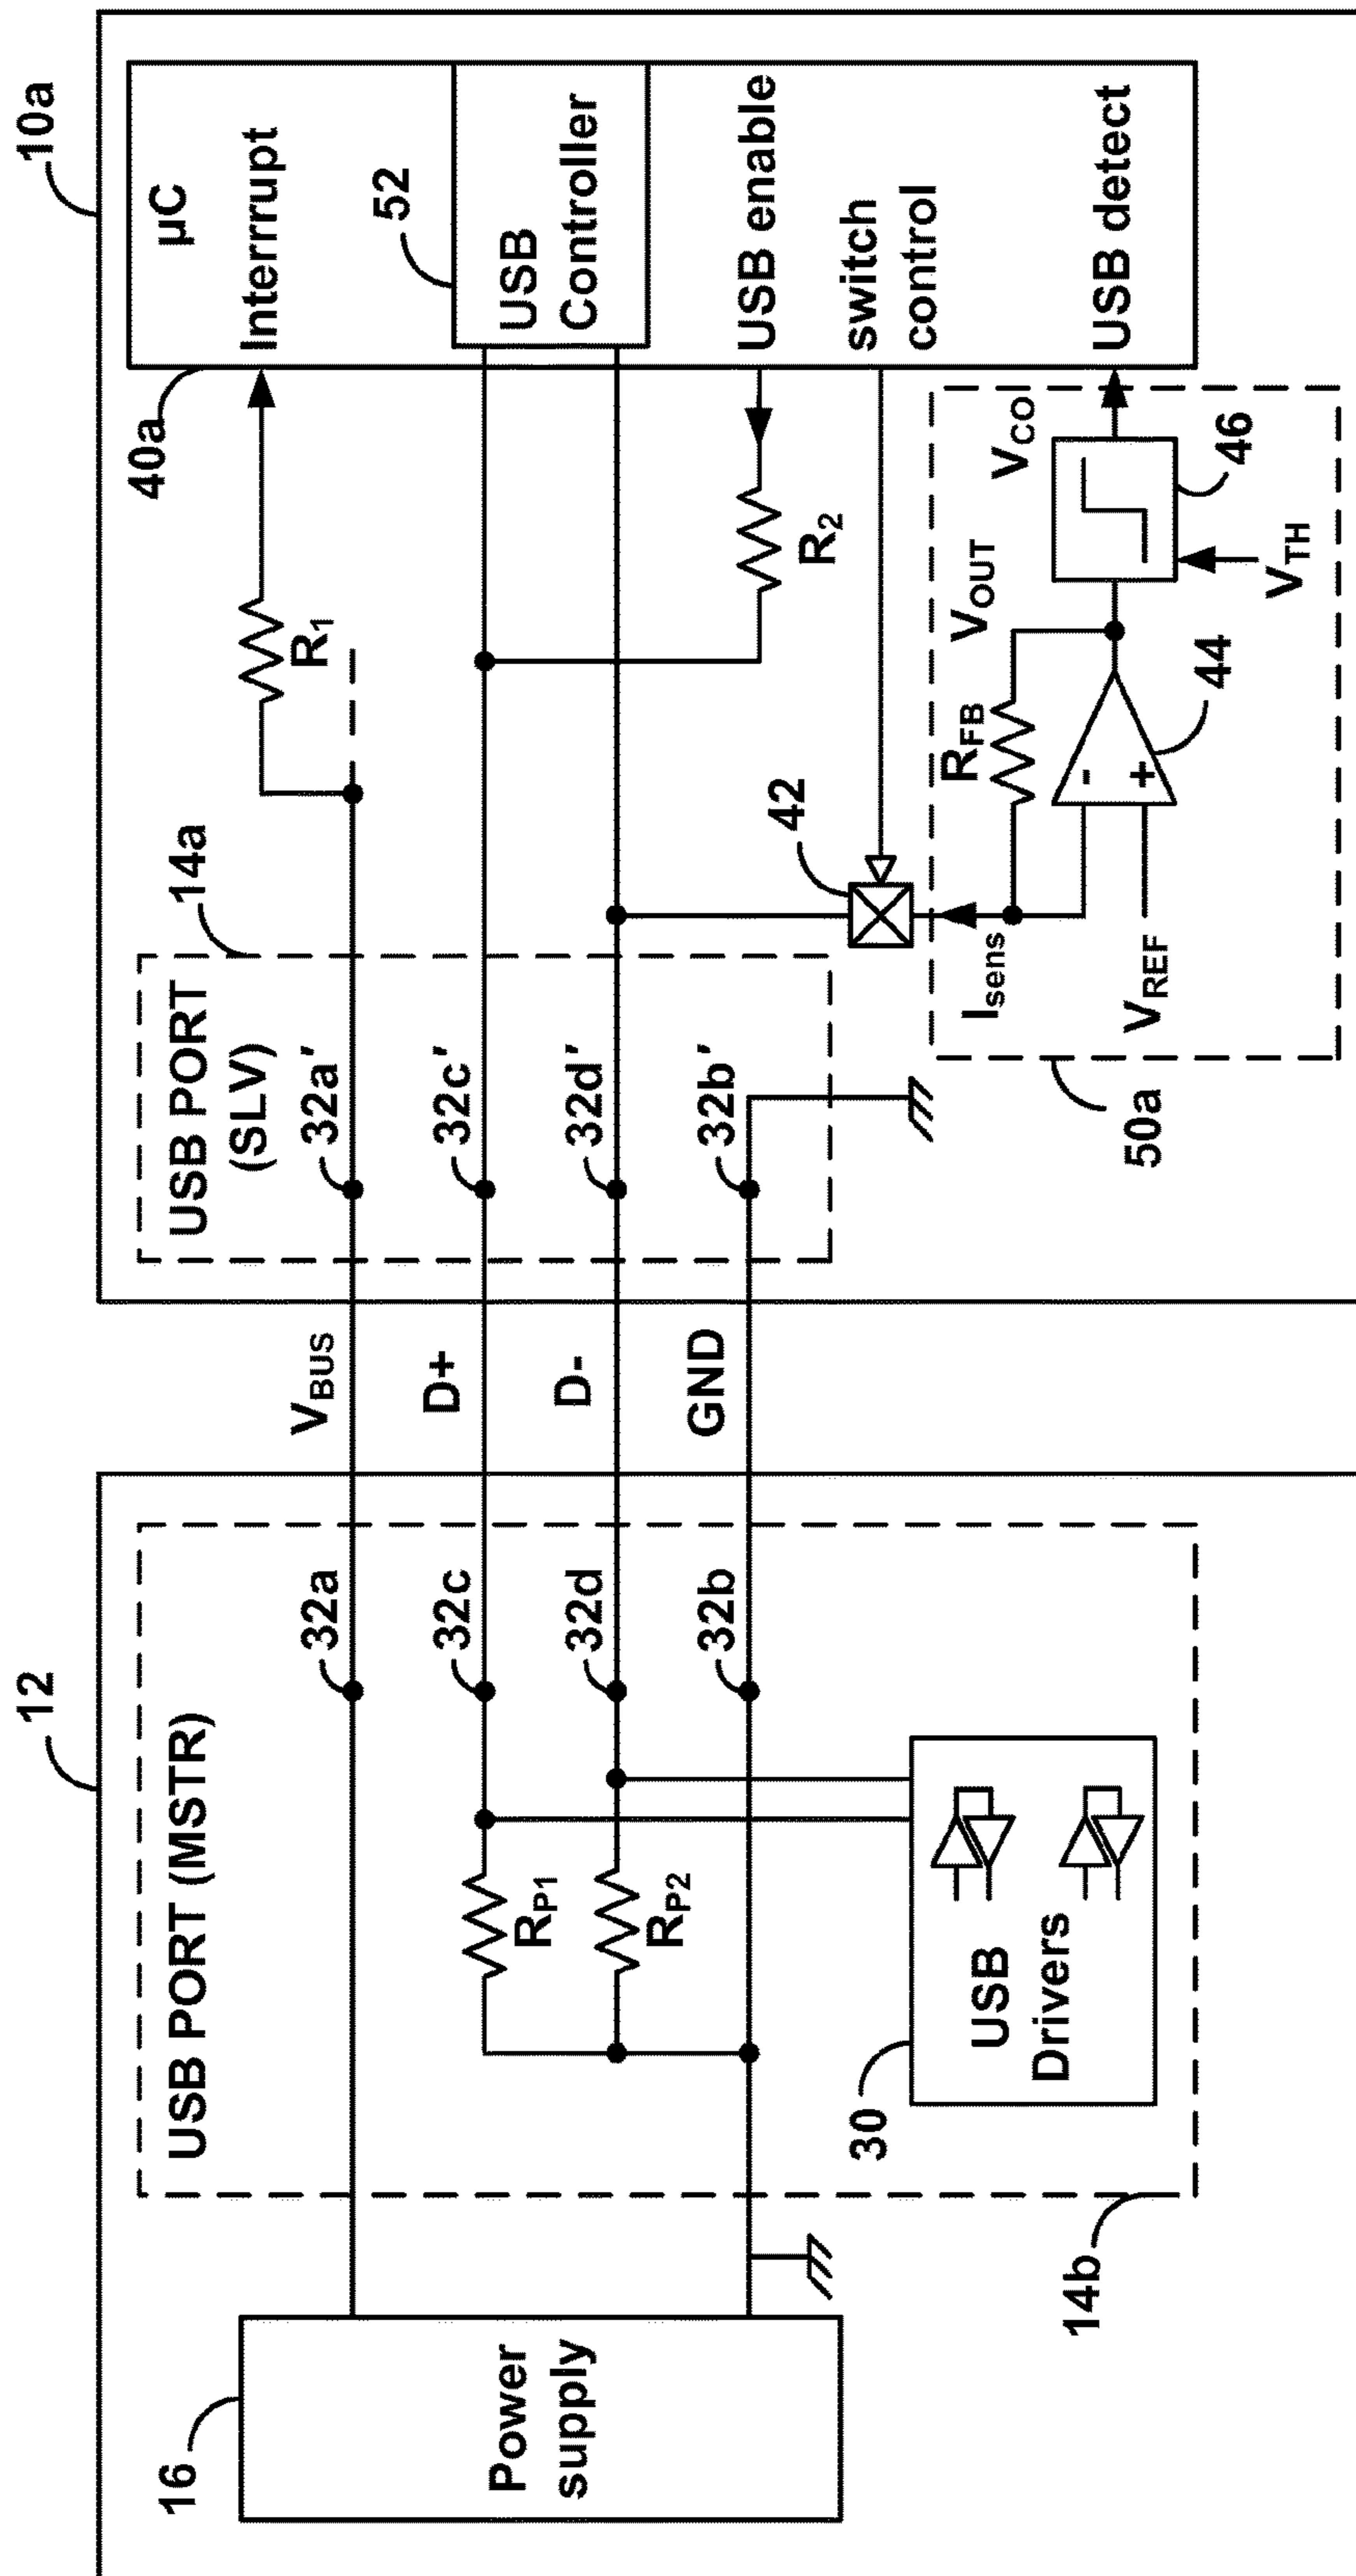 12
16
Power
supply
USB PORT (MSTR)
32a
32c
32d
32b
RP1
RP2
30
USB
Drivers
14b
VBUS
D+
D-
GND
10a
14a
USB PORT
(SLV)
32a′
32c′
32d′
32b′
R1
40a
µC
Interrrupt
52
USB
Controller
USB enable
switch
control
USB detect
R2
42
Isens
RFB
VOUT
VCO
VREF
-
+
44
46
VTH
50a